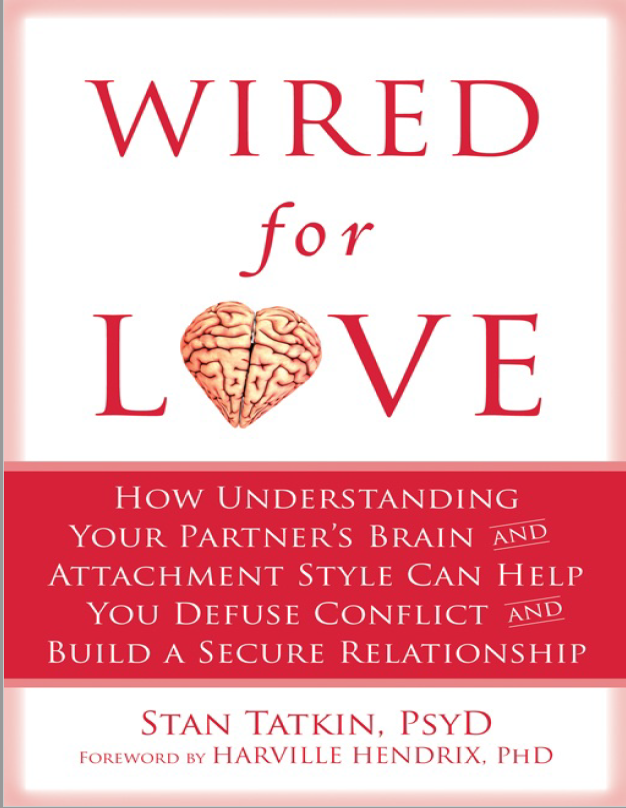 WIRED
for
LOVE
HOW UNDERSTANDING
YOUR PARTNER'S BRAIN AND
ATTACHMENT STYLE CAN HELP
YOU DEFUSE CONFLICT AND
BUILD A SECURE RELATIONSHIP
STAN TATKIN, PSYD
FOREWORD BY HARVILLE HENDRIX, PHD